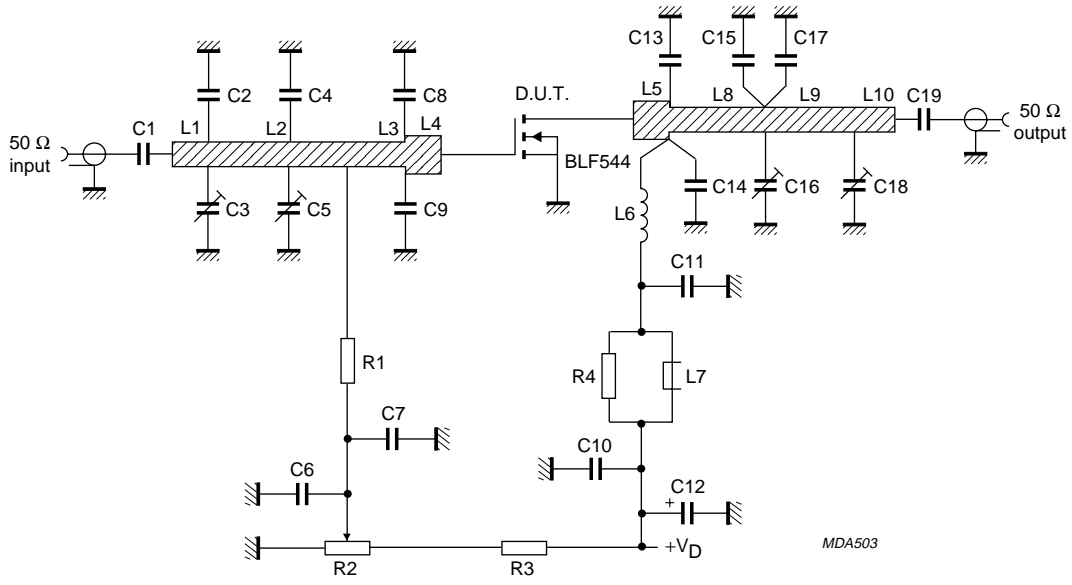 C13
C15
C17
C2
C4
C8
D.U.T.
L5
L8
L9
L10
C19
50 Ω
output
50 Ω
input
C1
L1
L2
L3
L4
BLF544
C3
C5
C9
C14
C16
C18
L6
C11
R1
R4
L7
C7
C10
C6
+
C12
R2
R3
+VD
MDA503